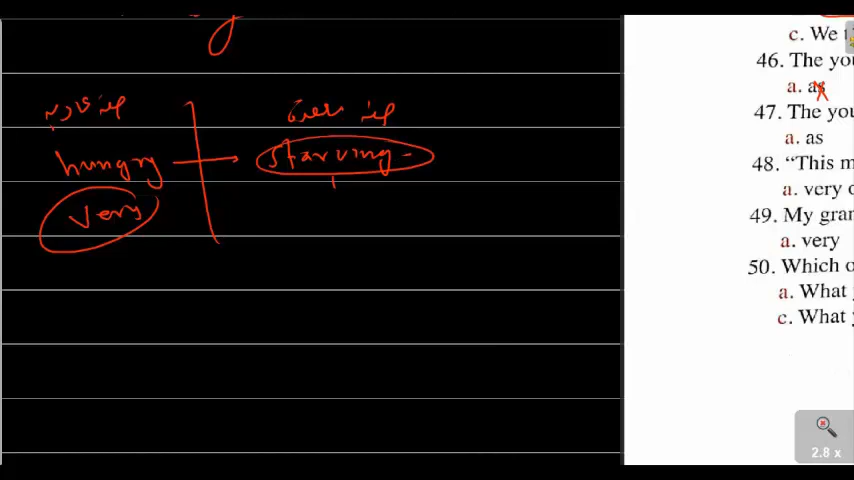 hungry
starving
very
c. We
46. The you
a. as
47. The you
a. as
48. "This m
a. very
49. My gran
a. very
50. Which o
a. What
c. What
2.8 x